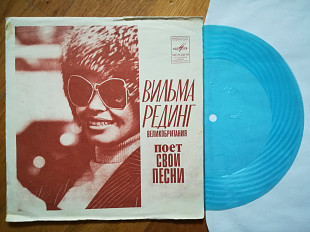 ВИЛЬМА
РЕДИНГ
ВЕЛИКОБРИТАНИЯ
ПОЕТ
СВОИ
ПЕСНИ